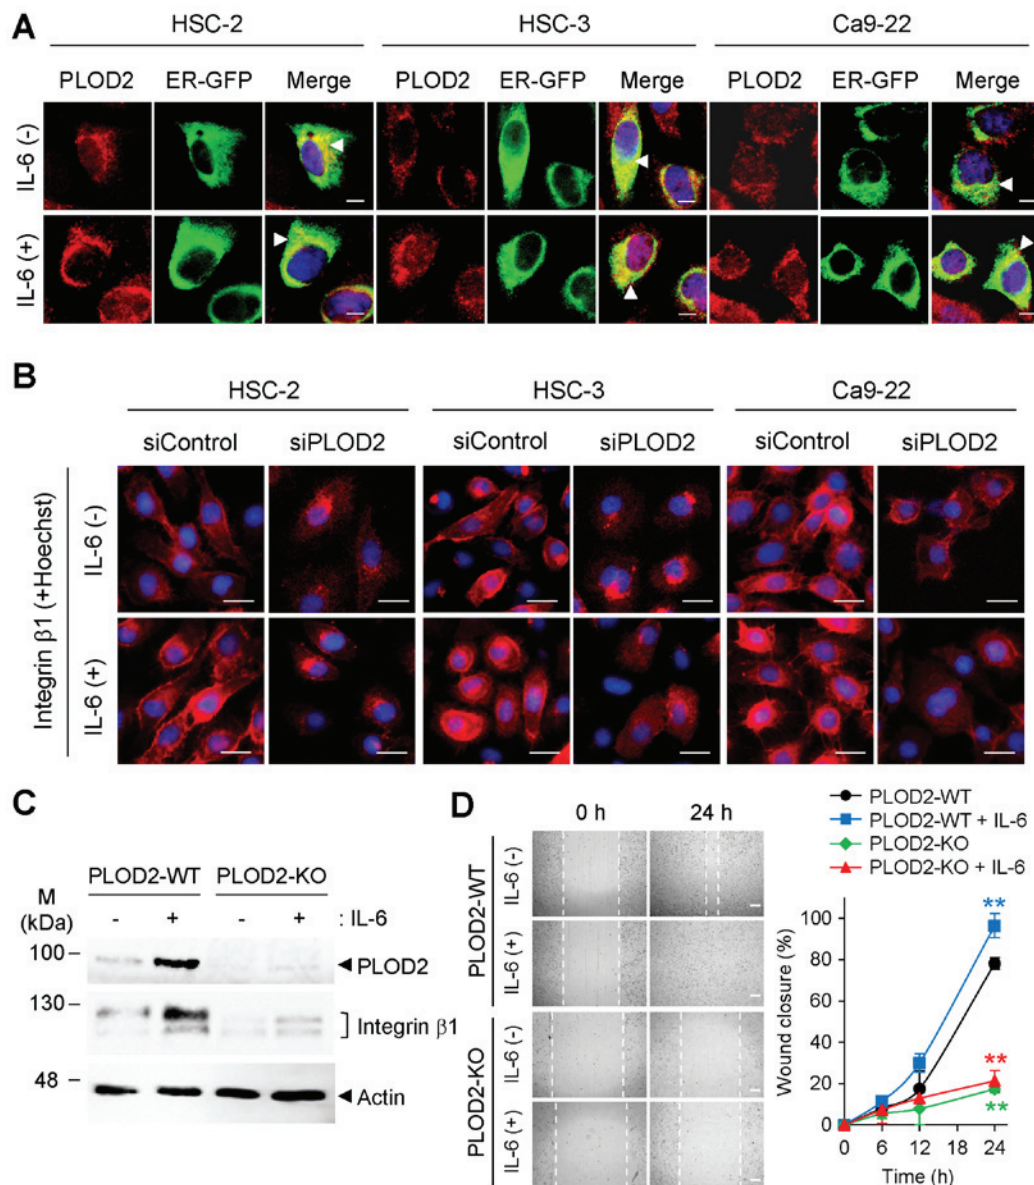 A
HSC-2 HSC-3 Ca9-22
PLOD2 ER-GFP Merge PLOD2 ER-GFP Merge PLOD2 ER-GFP Merge
IL-6 (-)
IL-6 (+)
B
HSC-2 HSC-3 Ca9-22
siControl siPLOD2 siControl siPLOD2 siControl siPLOD2
Integrin β1 (+Hoechst)
IL-6 (-)
IL-6 (+)
C
PLOD2-WT PLOD2-KO
M
(kDa)
- + - + : IL-6
100
PLOD2
130
Integrin β1
48
Actin
D
0 h 24 h
PLOD2-WT
IL-6 (-)
IL-6 (+)
PLOD2-KO
IL-6 (-)
IL-6 (+)
PLOD2-WT
PLOD2-WT + IL-6
PLOD2-KO
PLOD2-KO + IL-6
Wound closure (%)
100
80
60
40
20
0
**
**
**
0 6 12 18 24
Time (h)